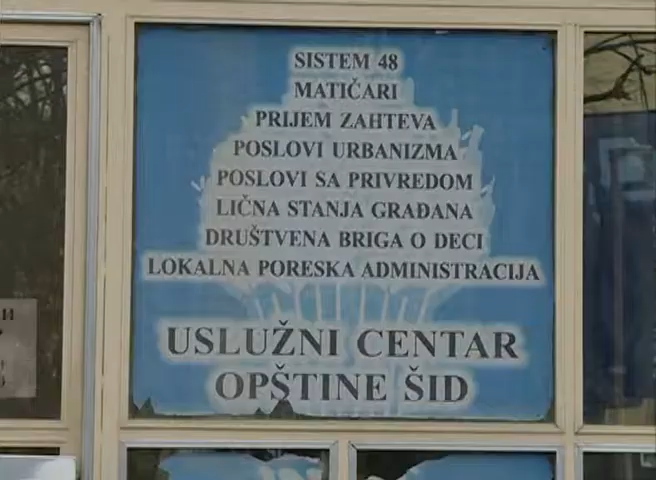 SISTEM 48
MATIČARI
PRIJEM ZAHTEVA
POSLOVI URBANIZMA
POSLOVI SA PRIVREDOM
LIČNA STANJA GRAĐANA
DRUŠTVENA BRIGA O DECI
LOKALNA PORESKA ADMINISTRACIJA
USLUŽNI CENTAR
OPŠTINE ŠID